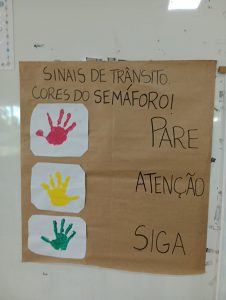 SINAIS DE TRÂNSITO.
CORES DO SEMÁFORO!
PARE
ATENÇÃO
SIGA